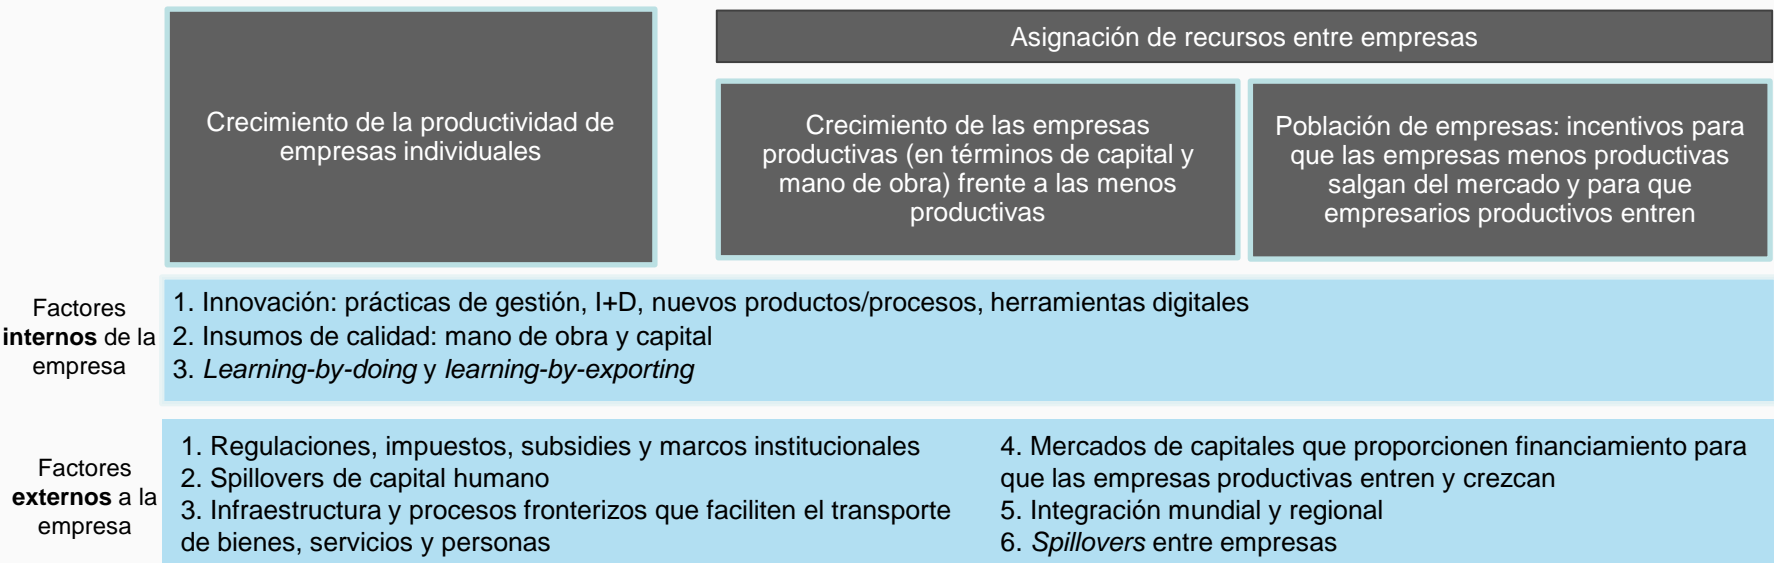 Crecimiento de la productividad de
empresas individuales
Asignación de recursos entre empresas
Crecimiento de las empresas
productivas (en términos de capital y
mano de obra) frente a las menos
productivas
Población de empresas: incentivos para
que las empresas menos productivas
salgan del mercado y para que
empresarios productivos entren
Factores
internos de la
empresa
1. Innovación: prácticas de gestión, I+D, nuevos productos/procesos, herramientas digitales
2. Insumos de calidad: mano de obra y capital
3. Learning-by-doing y learning-by-exporting
Factores
externos a la
empresa
1. Regulaciones, impuestos, subsidies y marcos institucionales
2. Spillovers de capital humano
3. Infraestructura y procesos fronterizos que faciliten el transporte
de bienes, servicios y personas
4. Mercados de capitales que proporcionen financiamiento para
que las empresas productivas entren y crezcan
5. Integración mundial y regional
6. Spillovers entre empresas